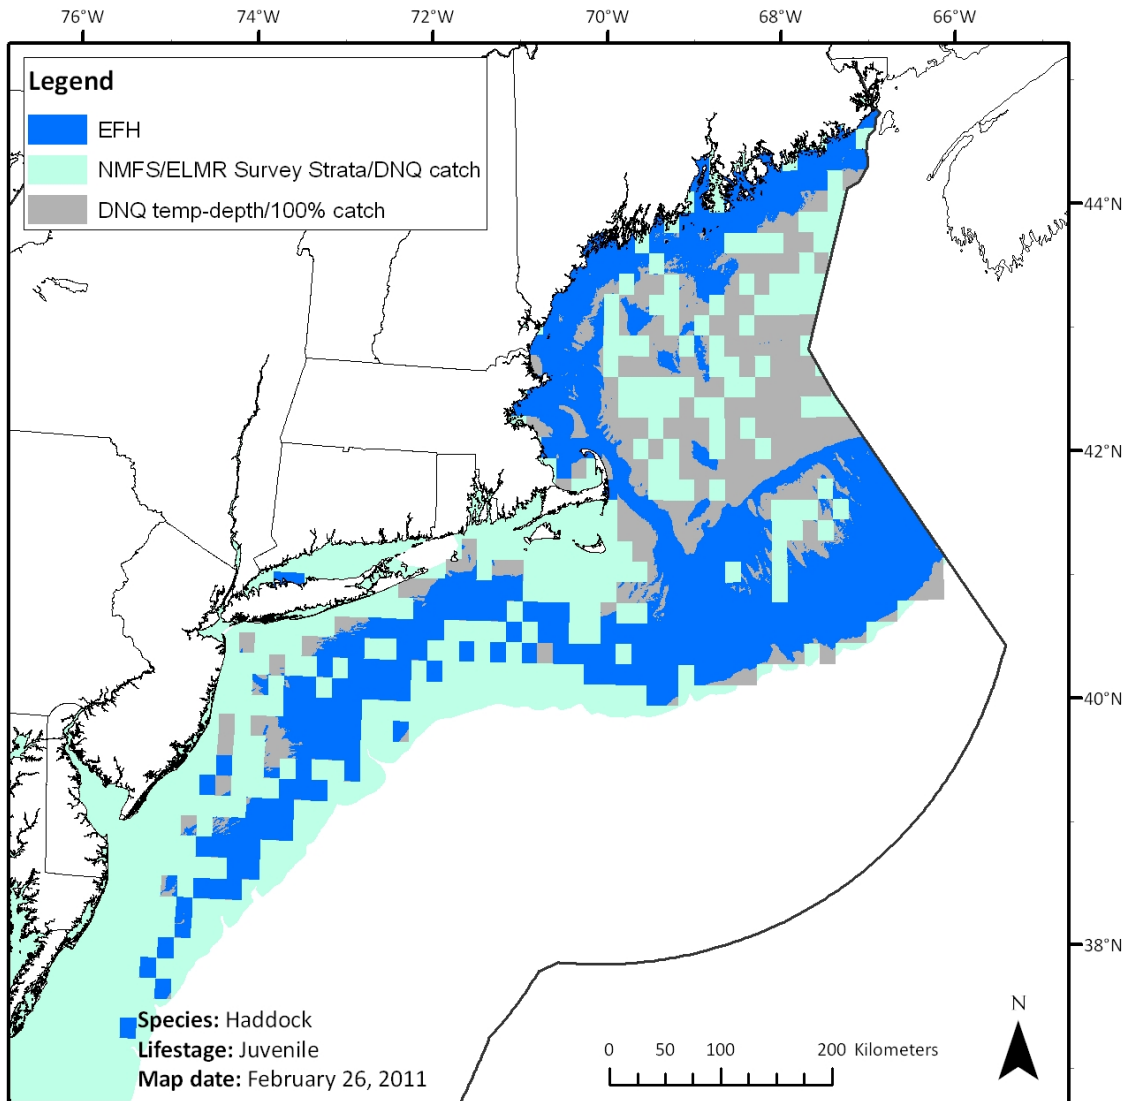 76°W 74°W 72°W 70°W 68°W 66°W
Legend
EFH
NMFS/ELMR Survey Strata/DNQ catch
DNQ temp-depth/100% catch
44°N
42°N
40°N
38°N
N
Species: Haddock
Lifestage: Juvenile
Map date: February 26, 2011
0 50 100 200 Kilometers